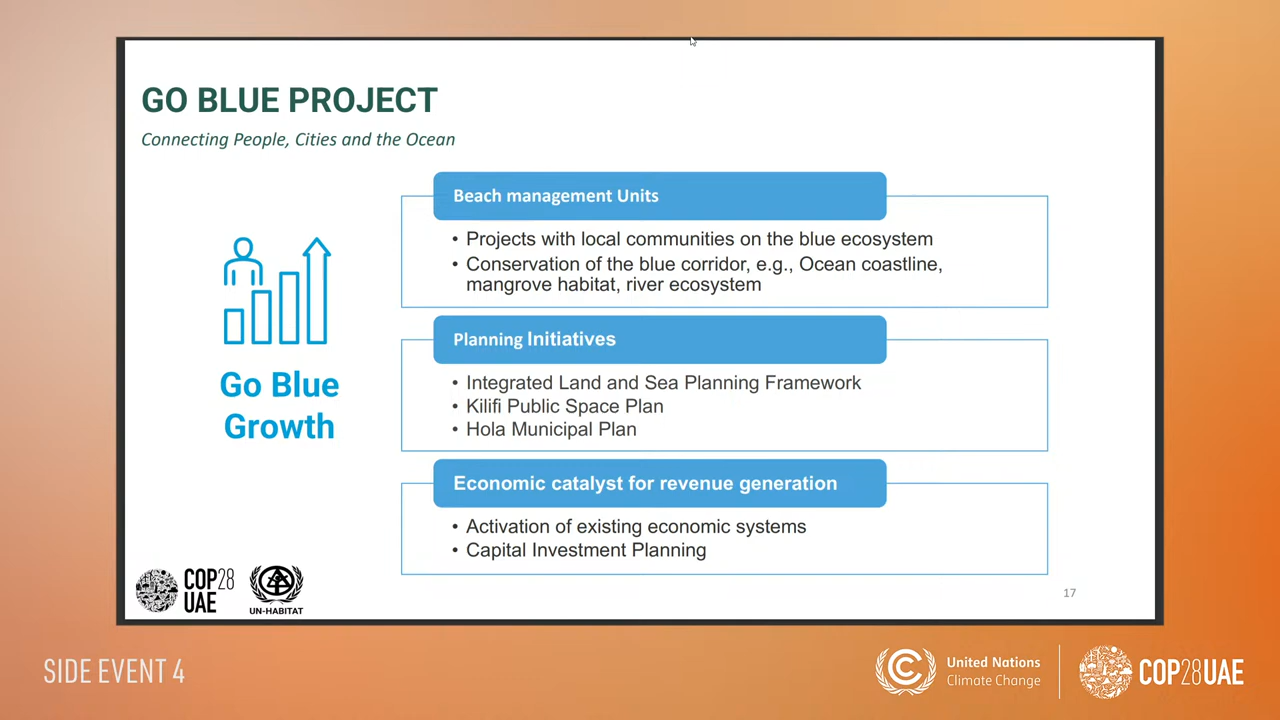 GO BLUE PROJECT
Connecting People, Cities and the Ocean
Go Blue
Growth
Beach management Units
• Projects with local communities on the blue ecosystem
• Conservation of the blue corridor, e.g., Ocean coastline,
mangrove habitat, river ecosystem
Planning Initiatives
• Integrated Land and Sea Planning Framework
• Kilifi Public Space Plan
• Hola Municipal Plan
Economic catalyst for revenue generation
• Activation of existing economic systems
• Capital Investment Planning
COP28
UAE
UN-HABITAT
17
SIDE EVENT 4
United Nations
Climate Change
COP28UAE